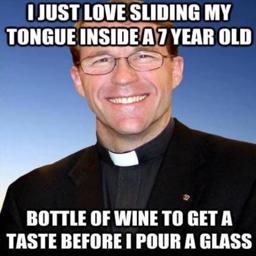 I JUST LOVE SLIDING MY
TONGUE INSIDE A 7 YEAR OLD
BOTTLE OF WINE TO GET A
TASTE BEFORE I POUR A GLASS